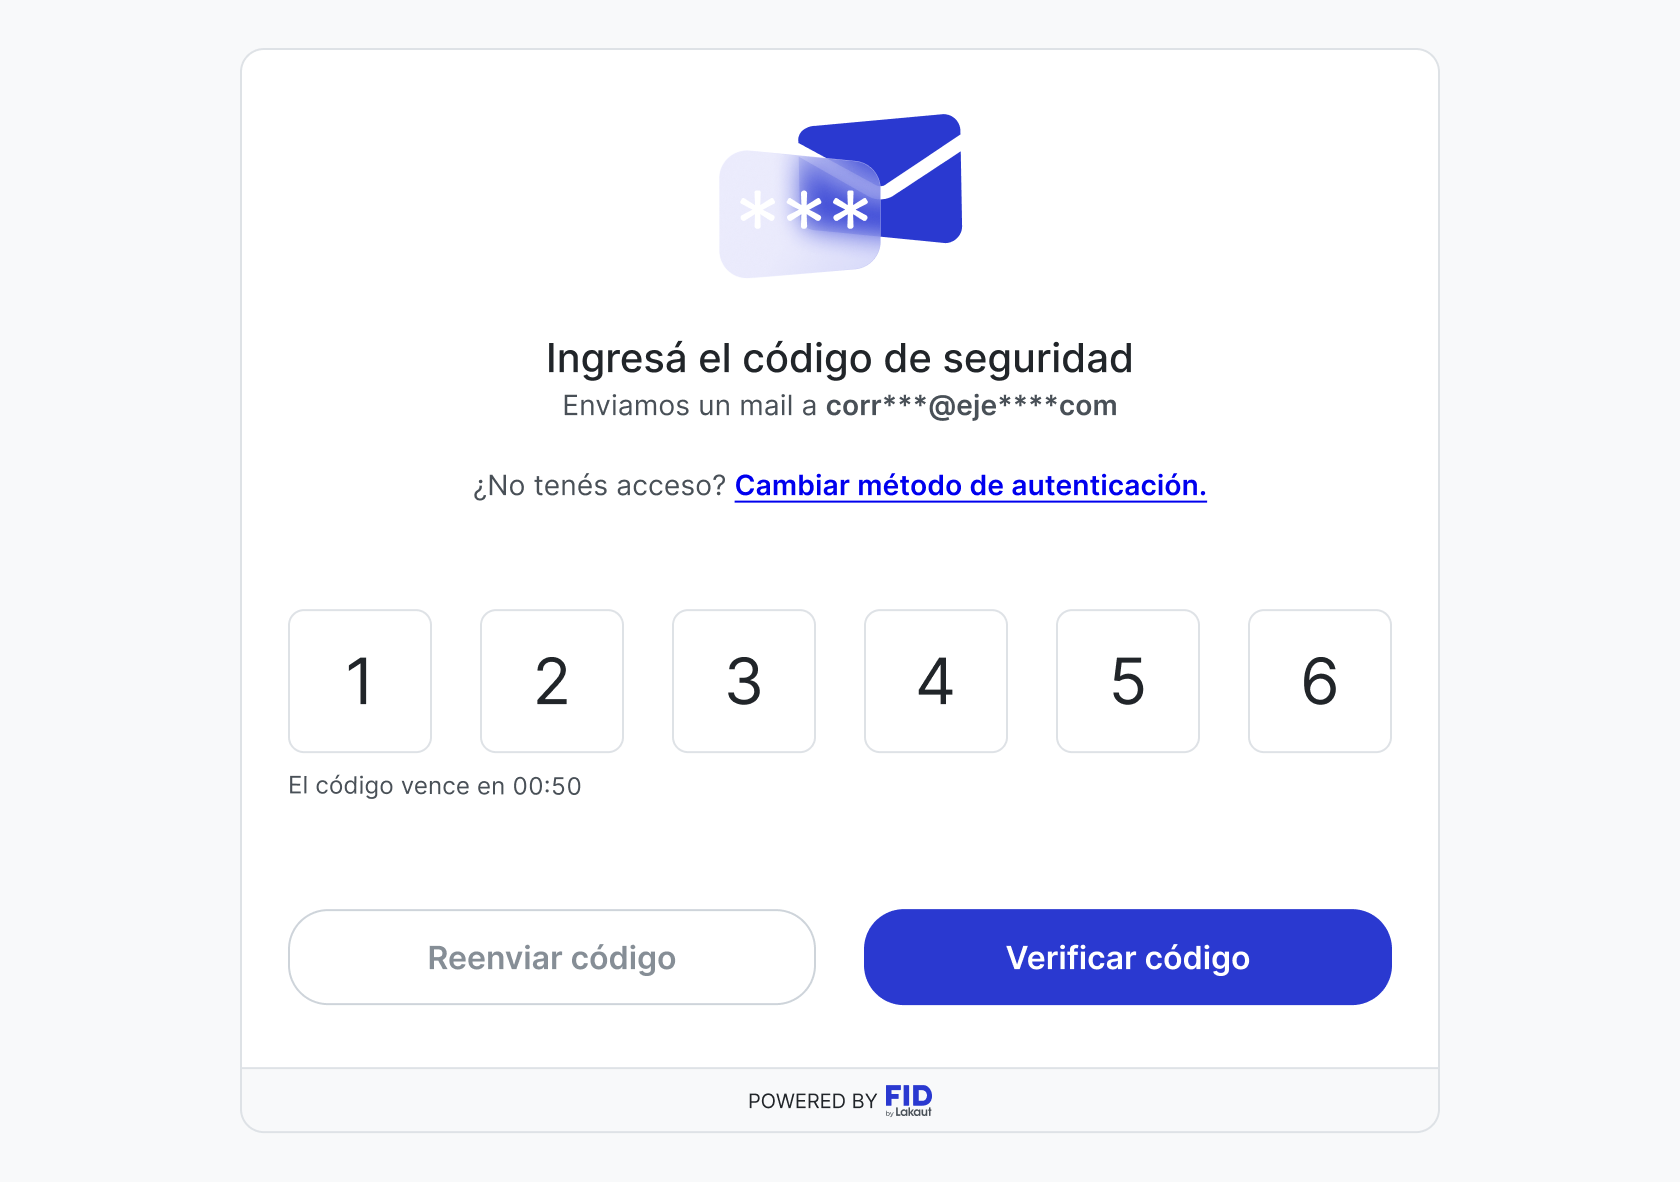 ***
Ingresá el código de seguridad
Enviamos un mail a corr***@eje****com
¿No tenés acceso? Cambiar método de autenticación.
1 2 3 4 5 6
El código vence en 00:50
Reenviar código
Verificar código
POWERED BY FID
by Lakaut